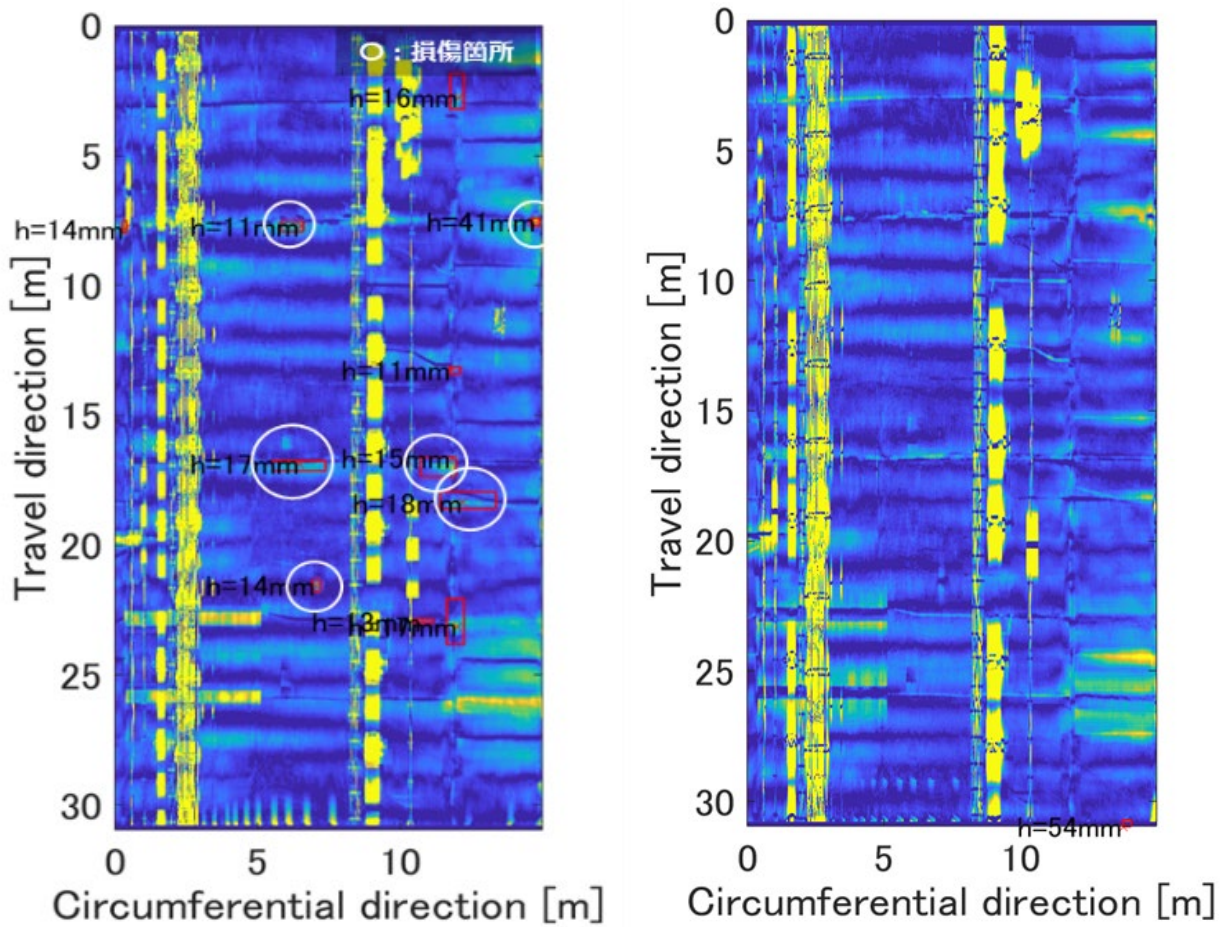 0
○：損傷箇所
h=16mm
5
h=14mm
h=11mm
h=41mm
10
h=11mm
15
h=17mm
h=15mm
h=18mm
20
h=14mm
h=13mm
h=17mm
25
30
0 5 10
Travel direction [m]
Circumferential direction [m]
0
5
10
15
20
25
30
h=54mm
0 5 10
Travel direction [m]
Circumferential direction [m]